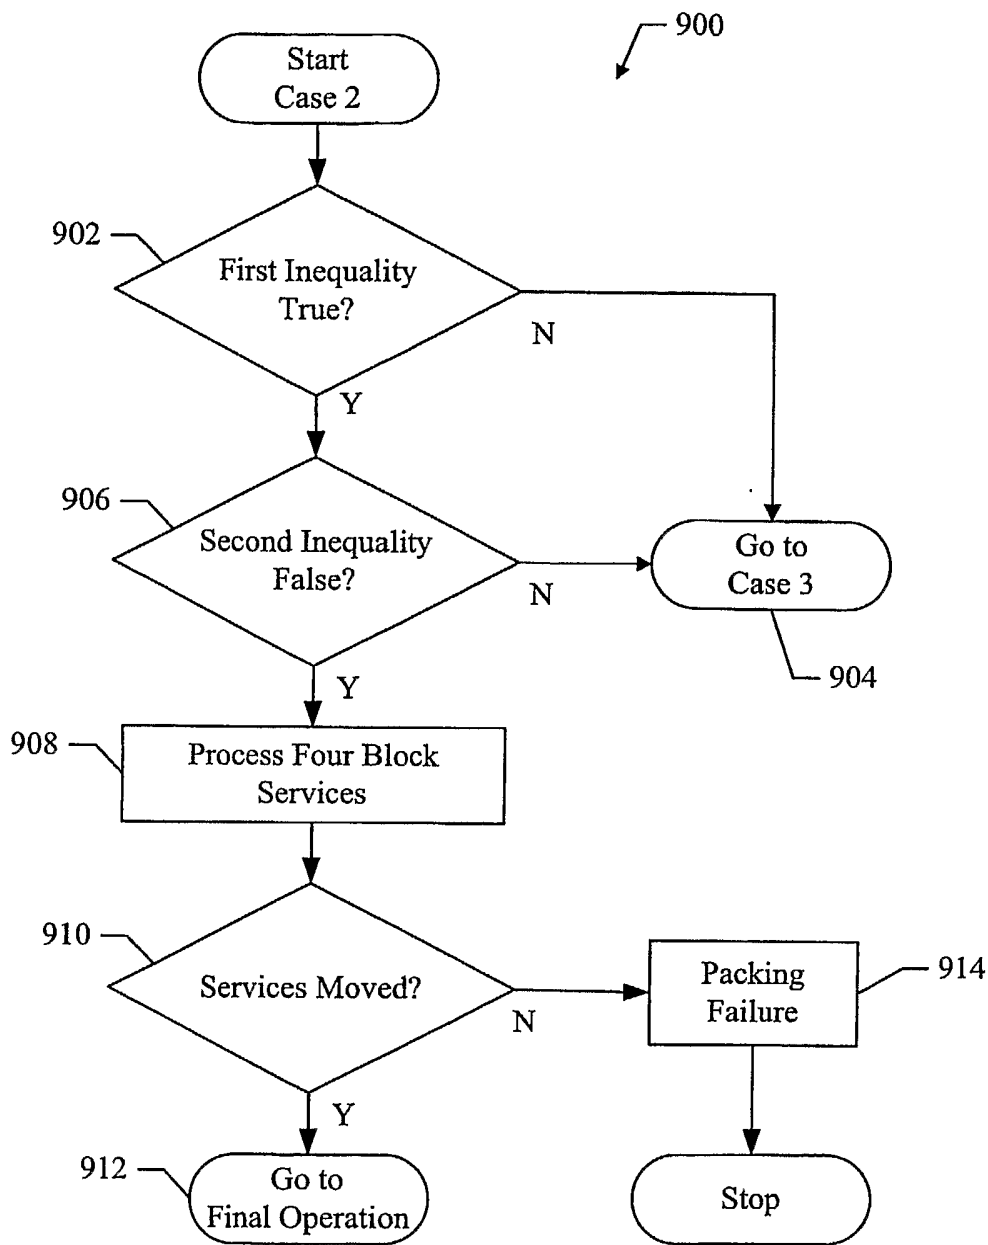 900
Start
Case 2
902
First Inequality
True?
N
Y
906
Second Inequality
False?
N
Go to
Case 3
904
Y
908
Process Four Block
Services
910
Services Moved?
N
Packing
Failure
914
Y
912
Go to
Final Operation
Stop